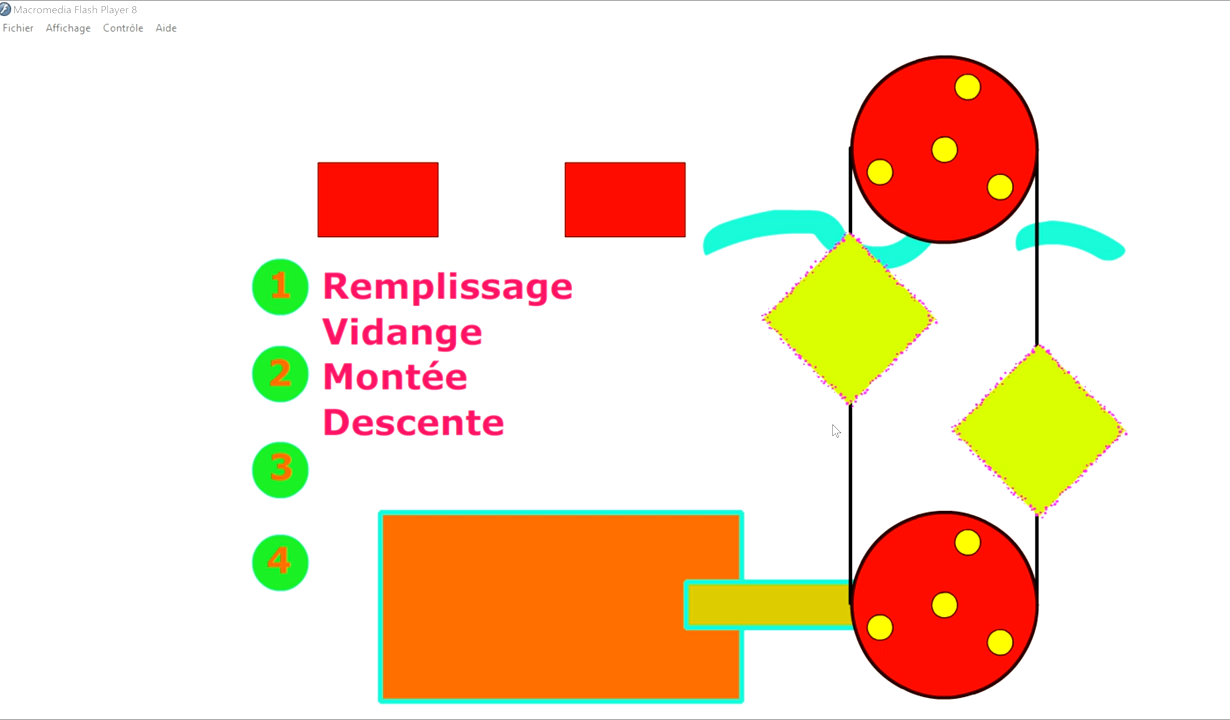 Macromedia Flash Player 8
Fichier Affichage Contrôle Aide
1 Remplissage
Vidange
2 Montée
Descente
3
4